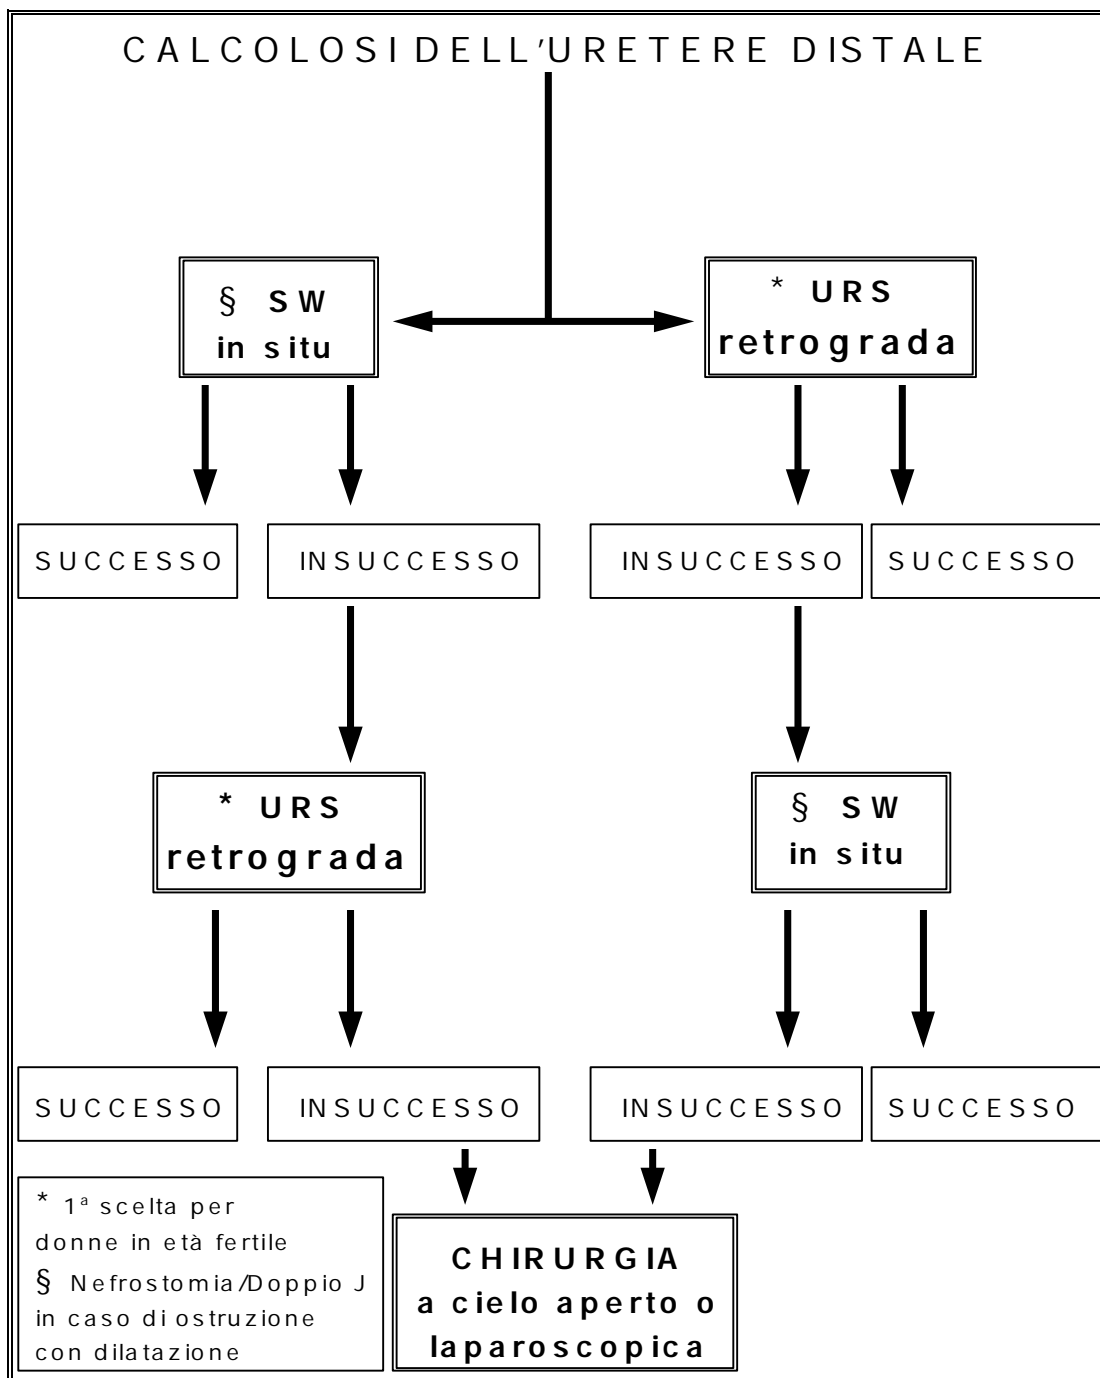 CALCOLOSI DELL'URETERE DISTALE
§ SW
in situ
* URS
retrograda
SUCCESSO
INSUCCESSO
INSUCCESSO
SUCCESSO
* URS
retrograda
§ SW
in situ
SUCCESSO
INSUCCESSO
INSUCCESSO
SUCCESSO
* 1ª scelta per
donne in età fertile
§ Nefrostomia/Doppio J
in caso di ostruzione
con dilatazione
CHIRURGIA
a cielo aperto o
laparoscopica